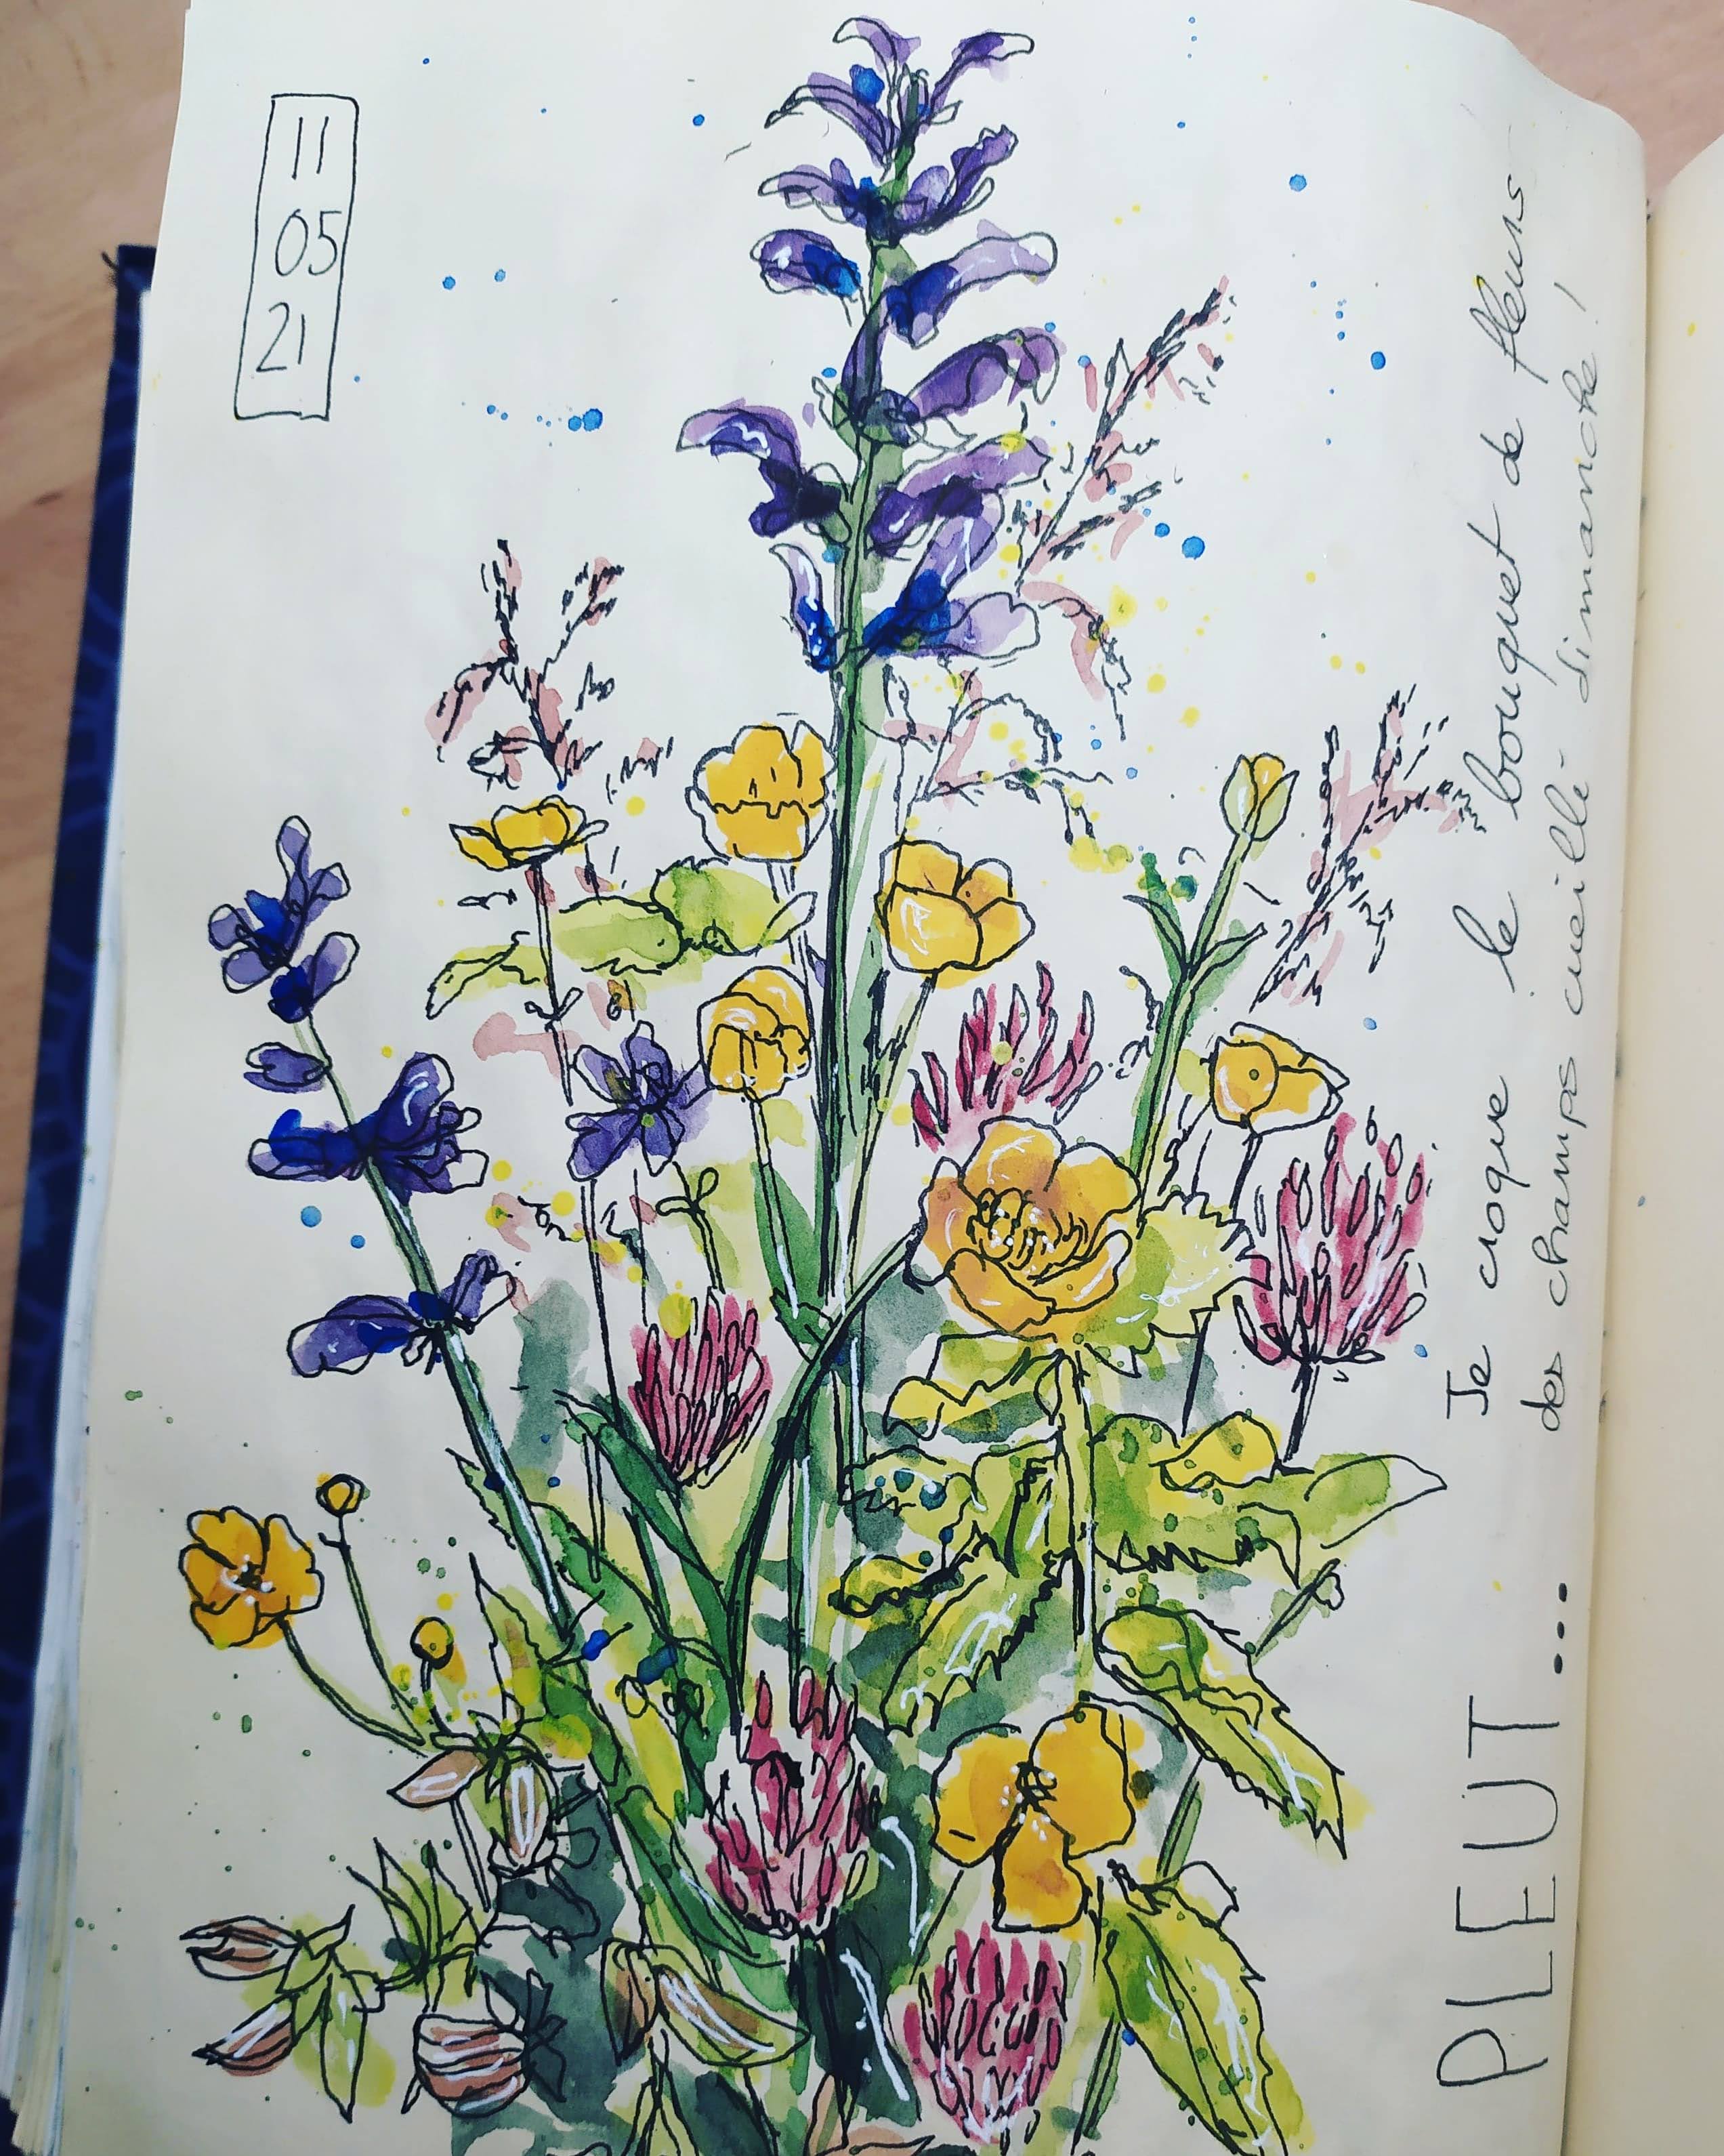 11
05
21
PLEUT... Je croque le bouquet de fleurs
des champs cueilli dimanche !